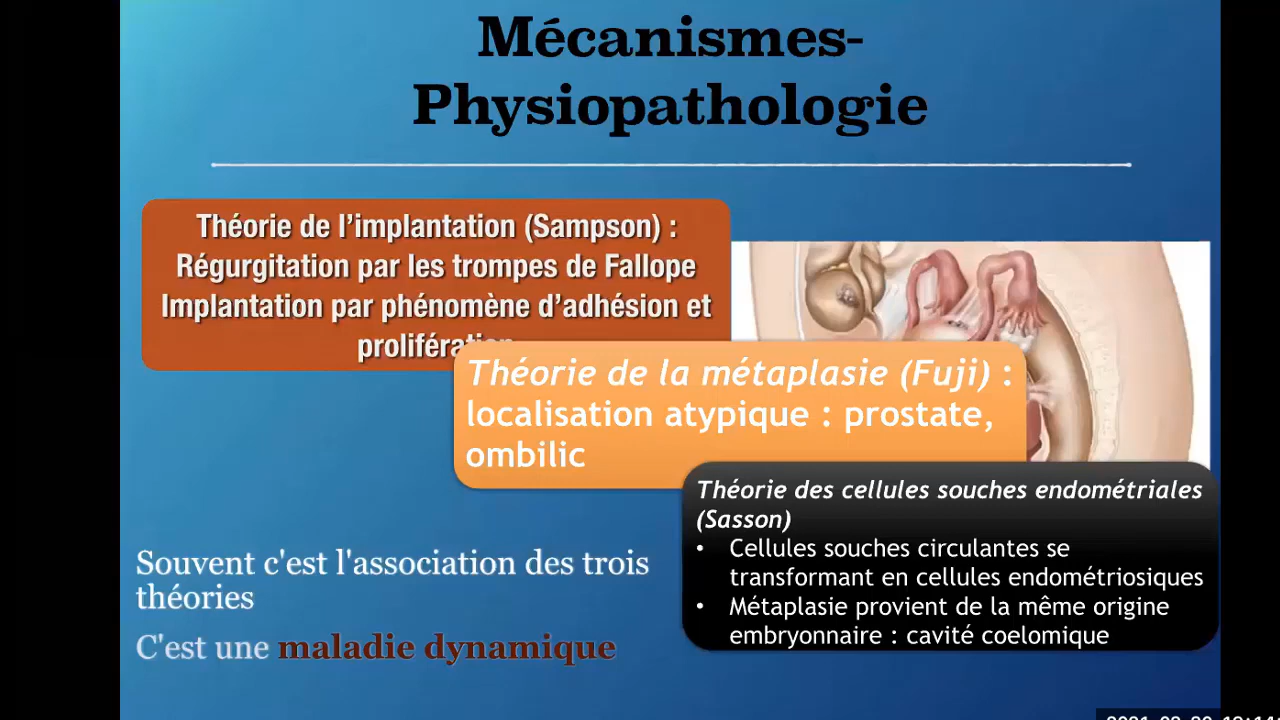 Mécanismes-
Physiopathologie
Théorie de l’implantation (Sampson) :
Régurgitation par les trompes de Fallope
Implantation par phénomène d’adhésion et
prolifération
Théorie de la métaplasie (Fuji) :
localisation atypique : prostate,
ombilic
Théorie des cellules souches endométriales
(Sasson)
• Cellules souches circulantes se
transformant en cellules endométriosiques
• Métaplasie provient de la même origine
embryonnaire : cavité coelomique
Souvent c'est l'association des trois
théories
C'est une maladie dynamique